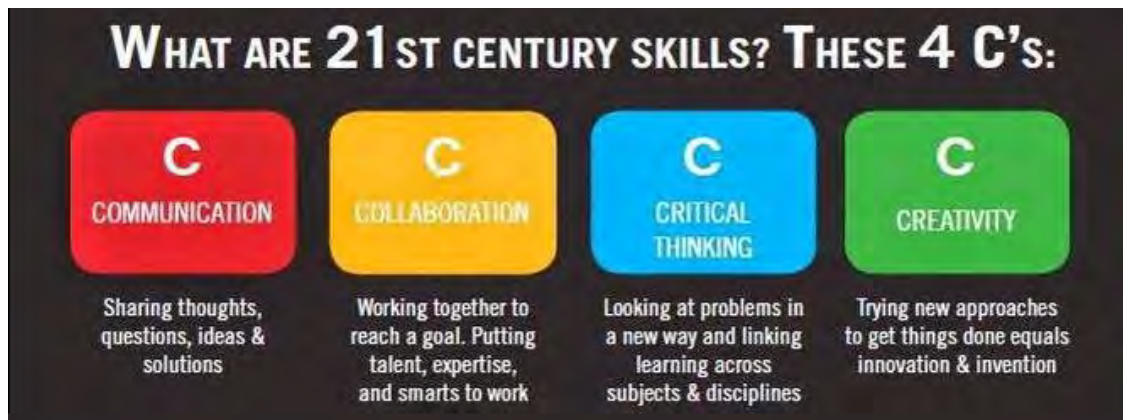 WHAT ARE 21ST CENTURY SKILLS? THESE 4 C'S:
C
COMMUNICATION
Sharing thoughts,
questions, ideas &
solutions
C
COLLABORATION
Working together to
reach a goal. Putting
talent, expertise,
and smarts to work
C
CRITICAL
THINKING
Looking at problems in
a new way and linking
learning across
subjects & disciplines
C
CREATIVITY
Trying new approaches
to get things done equals
innovation & invention